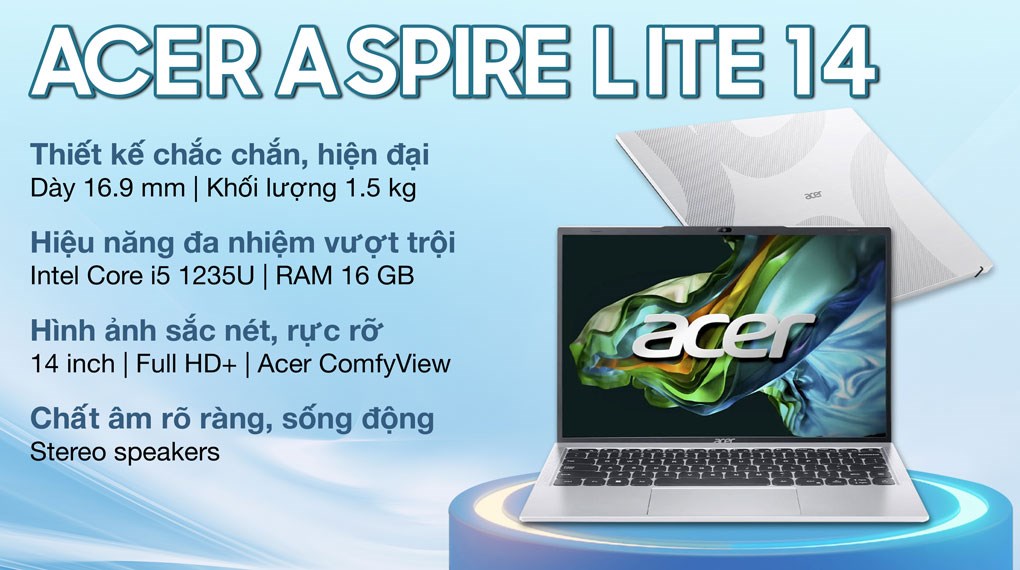 ACER ASPIRE LITE 14
Thiết kế chắc chắn, hiện đại
Dày 16.9 mm | Khối lượng 1.5 kg
Hiệu năng đa nhiệm vượt trội
Intel Core i5 1235U | RAM 16 GB
Hình ảnh sắc nét, rực rỡ
14 inch | Full HD+ | Acer ComfyView
Chất âm rõ ràng, sống động
Stereo speakers
acer
acer
acer